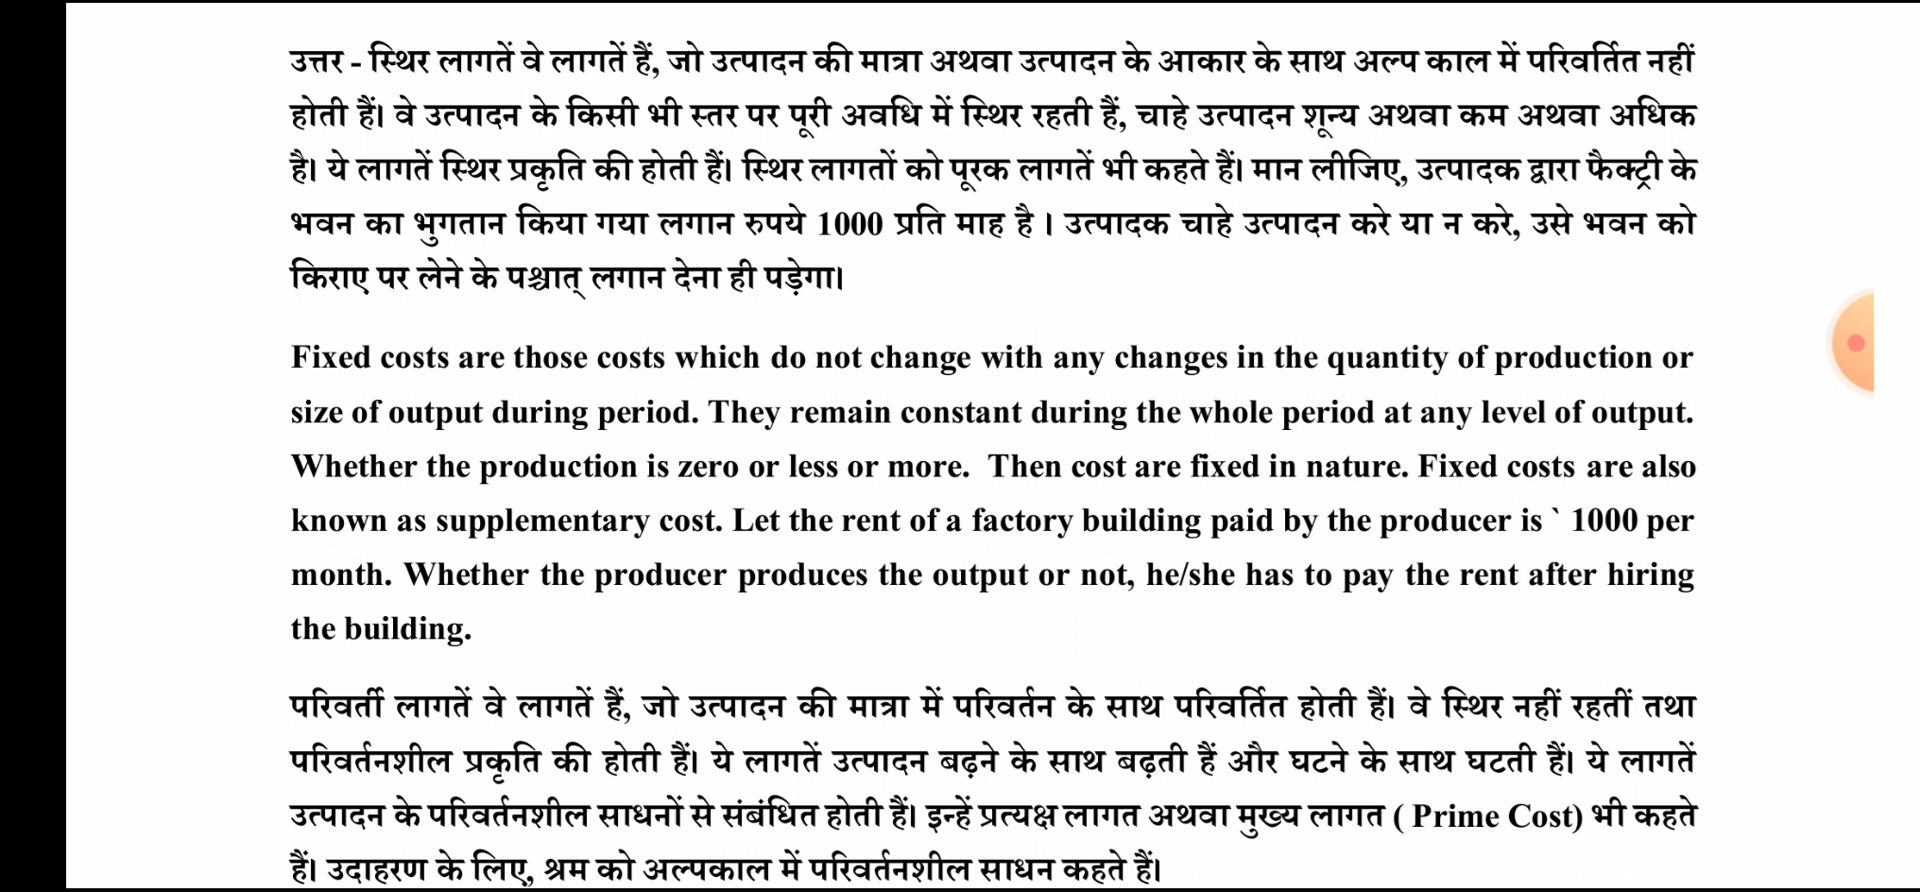 उत्तर - स्थिर लागतें वे लागतें हैं, जो उत्पादन की मात्रा अथवा उत्पादन के आकार के साथ अल्प काल में परिवर्तित नहीं
होती हैं। वे उत्पादन के किसी भी स्तर पर पूरी अवधि में स्थिर रहती हैं, चाहे उत्पादन शून्य अथवा कम अथवा अधिक
है। ये लागतें स्थिर प्रकृति की होती हैं। स्थिर लागतों को पूरक लागतें भी कहते हैं। मान लीजिए, उत्पादक द्वारा फैक्ट्री के
भवन का भुगतान किया गया लगान रुपये 1000 प्रति माह है । उत्पादक चाहे उत्पादन करे या न करे, उसे भवन को
किराए पर लेने के पश्चात् लगान देना ही पड़ेगा।
Fixed costs are those costs which do not change with any changes in the quantity of production or
size of output during period. They remain constant during the whole period at any level of output.
Whether the production is zero or less or more.  Then cost are fixed in nature. Fixed costs are also
known as supplementary cost. Let the rent of a factory building paid by the producer is ` 1000 per
month. Whether the producer produces the output or not, he/she has to pay the rent after hiring
the building.
परिवर्ती लागतें वे लागतें हैं, जो उत्पादन की मात्रा में परिवर्तन के साथ परिवर्तित होती हैं। वे स्थिर नहीं रहतीं तथा
परिवर्तनशील प्रकृति की होती हैं। ये लागतें उत्पादन बढ़ने के साथ बढ़ती हैं और घटने के साथ घटती हैं। ये लागतें
उत्पादन के परिवर्तनशील साधनों से संबंधित होती हैं। इन्हें प्रत्यक्ष लागत अथवा मुख्य लागत ( Prime Cost) भी कहते
हैं। उदाहरण के लिए, श्रम को अल्पकाल में परिवर्तनशील साधन कहते हैं।